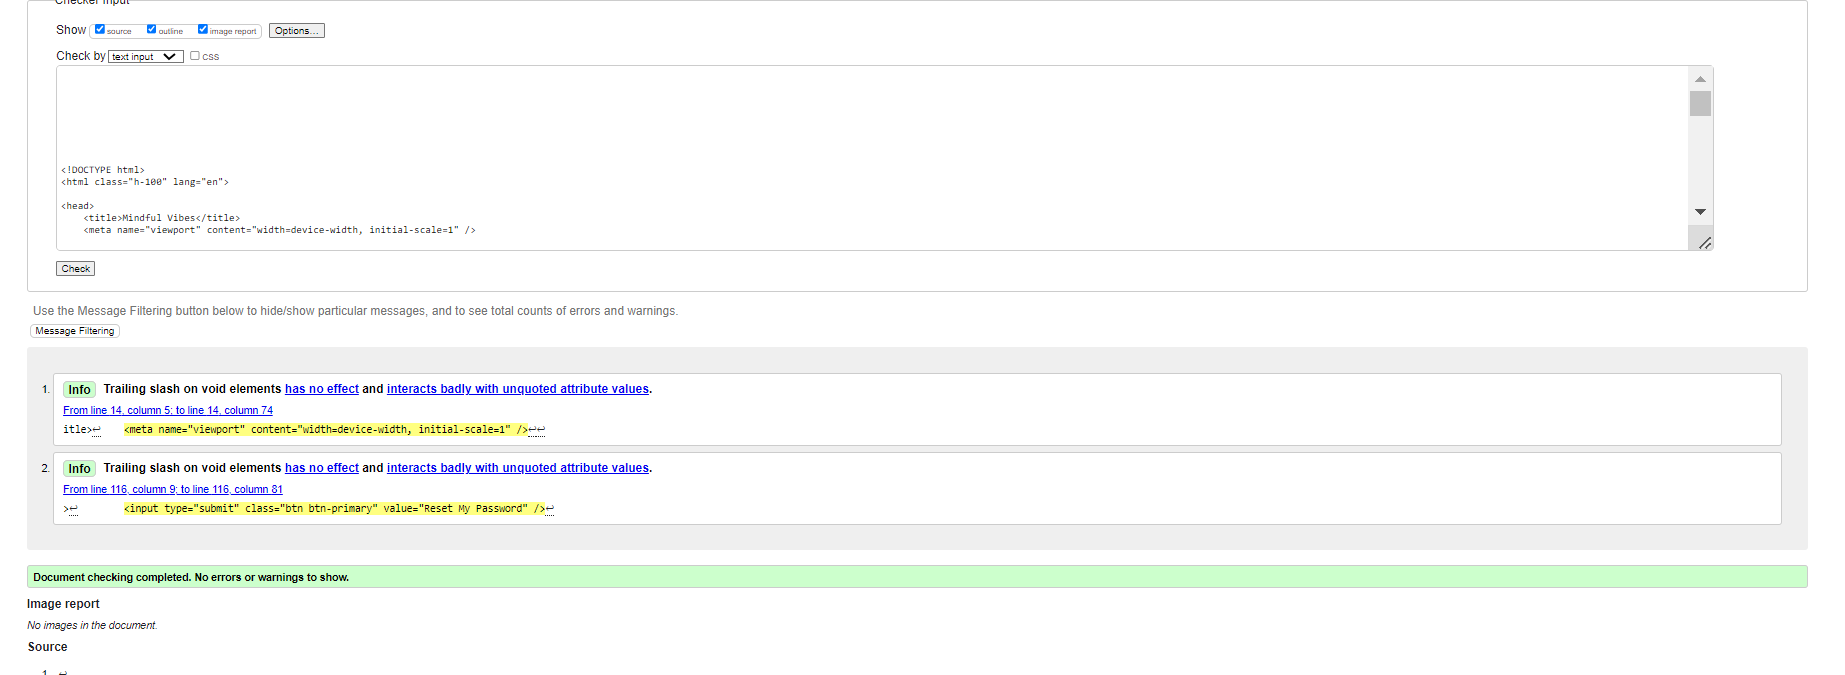 Checker Input
Show source outline image report Options...
Check by text input css
<!DOCTYPE html>
<html class="h-100" lang="en">
<head>
<title>Mindful Vibes</title>
<meta name="viewport" content="width=device-width, initial-scale=1" />
Check
Use the Message Filtering button below to hide/show particular messages, and to see total counts of errors and warnings.
Message Filtering
1. Info Trailing slash on void elements has no effect and interacts badly with unquoted attribute values.
From line 14, column 5; to line 14, column 74
itle>↩ <meta name="viewport" content="width=device-width, initial-scale=1" />↩↩
2. Info Trailing slash on void elements has no effect and interacts badly with unquoted attribute values.
From line 116, column 9; to line 116, column 81
>↩ <input type="submit" class="btn btn-primary" value="Reset My Password" />↩
Document checking completed. No errors or warnings to show.
Image report
No images in the document.
Source
1. ↩